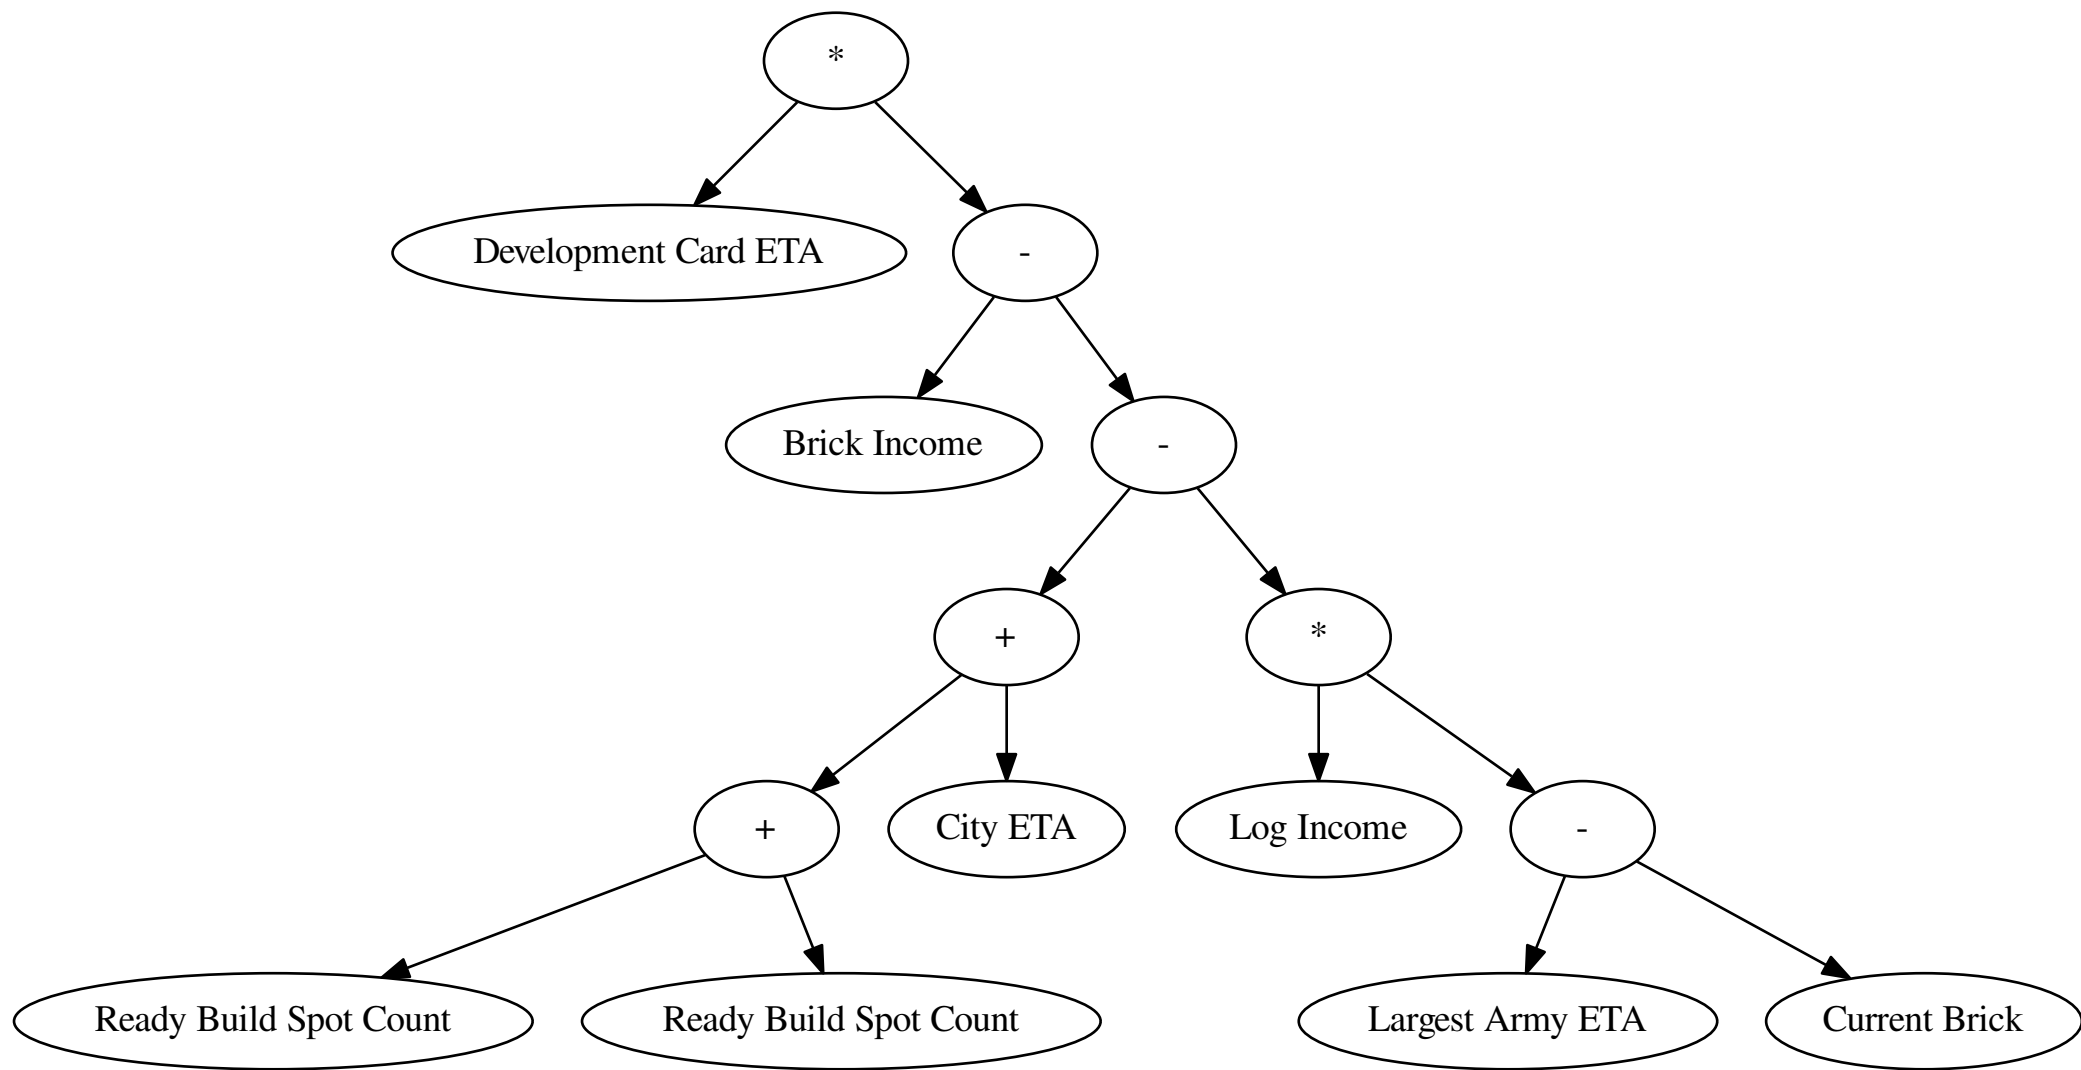 *
Development Card ETA
-
Brick Income
-
+
*
+
City ETA
Log Income
-
Ready Build Spot Count
Ready Build Spot Count
Largest Army ETA
Current Brick